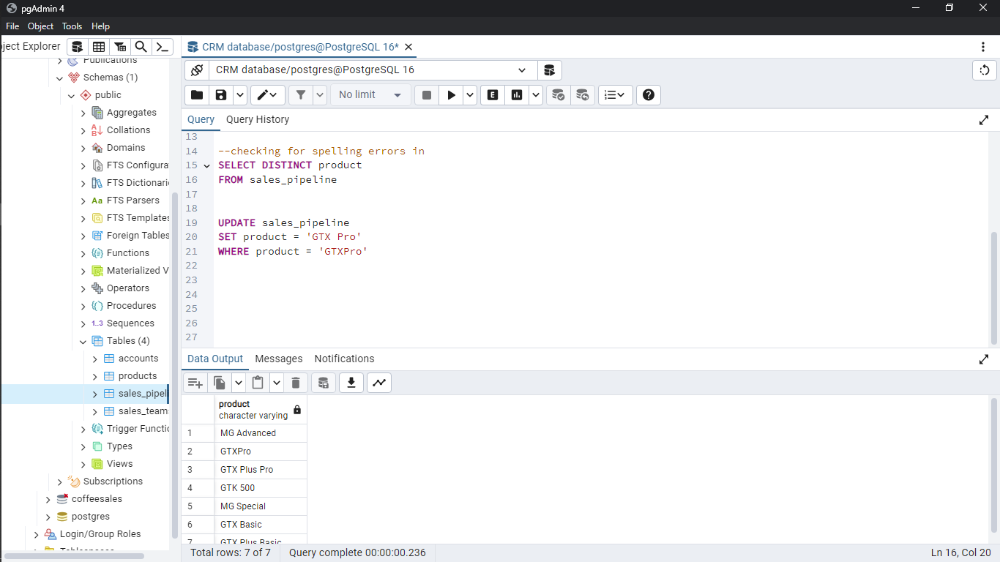 pgAdmin 4
File Object Tools Help
ject Explorer
CRM database/postgres@PostgreSQL 16*
Publications
Schemas (1)
public
Aggregates
Collations
Domains
FTS Configura
FTS Dictionari
FTS Parsers
FTS Templates
Foreign Tables
Functions
Materialized V
Operators
Procedures
1..3 Sequences
Tables (4)
accounts
products
sales_pipel
sales_team
Trigger Functi
Types
Views
Subscriptions
coffeesales
postgres
Login/Group Roles
Tablespaces
CRM database/postgres@PostgreSQL 16
No limit
Query Query History
13
14 --checking for spelling errors in
15 SELECT DISTINCT product
16 FROM sales_pipeline
17
18
19 UPDATE sales_pipeline
20 SET product = 'GTX Pro'
21 WHERE product = 'GTXPro'
22
23
24
25
26
27
Data Output Messages Notifications
product
character varying
1 MG Advanced
2 GTXPro
3 GTX Plus Pro
4 GTK 500
5 MG Special
6 GTX Basic
7 GTX Plus Basic
Total rows: 7 of 7 Query complete 00:00:00.236 Ln 16, Col 20